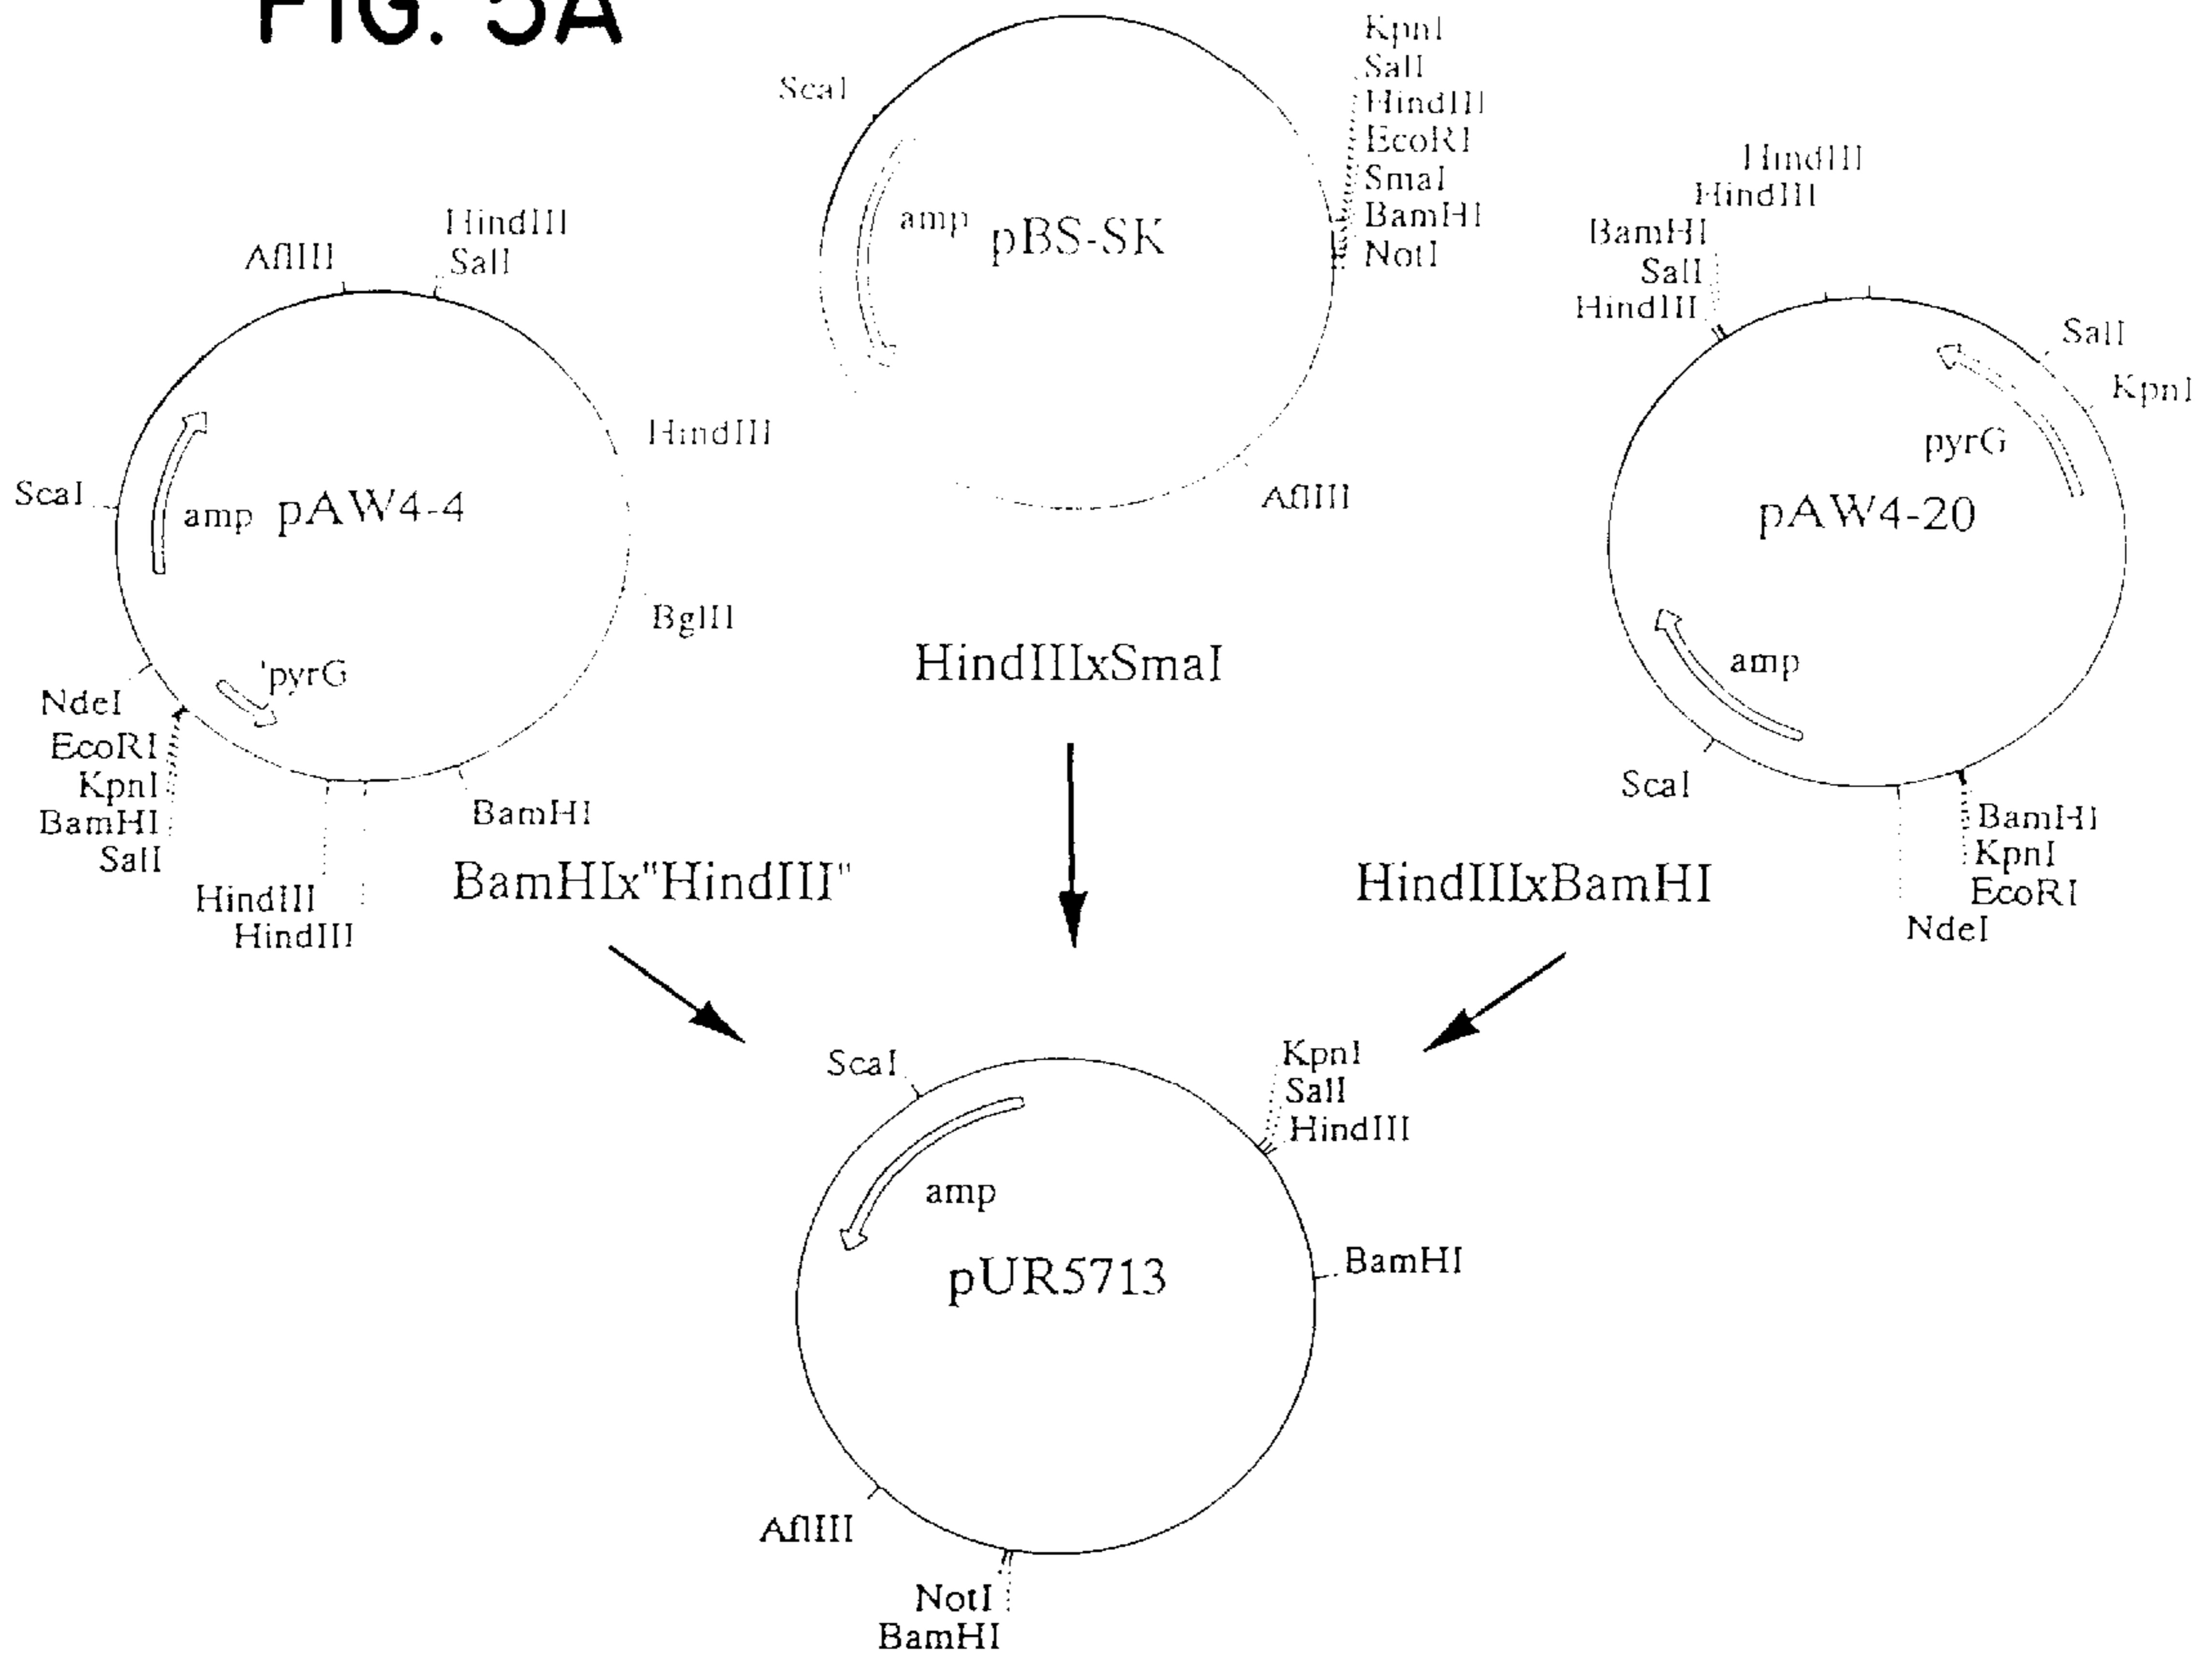 FIG. 5A
KpnI
SalI
HindIII
EcoRI
SmaI
BamHI
NotI
ScaI
amp
pBS-SK
AflIII
HindIIIxSmaI
AflIII
HindIII
SalI
HindIII
ScaI
amp
pAW4-4
BglII
'pyrG
NdeI
EcoRI
KpnI
BamHI
SalI
HindIII
HindIII
BamHI
BamHIx"HindIII"
HindIII
HindIII
BamHI
SalI
HindIII
SalI
KpnI
pyrG
pAW4-20
amp
ScaI
BamHI
KpnI
EcoRI
NdeI
HindIIIxBamHI
ScaI
KpnI
SalI
HindIII
amp
pUR5713
BamHI
AflIII
NotI
BamHI